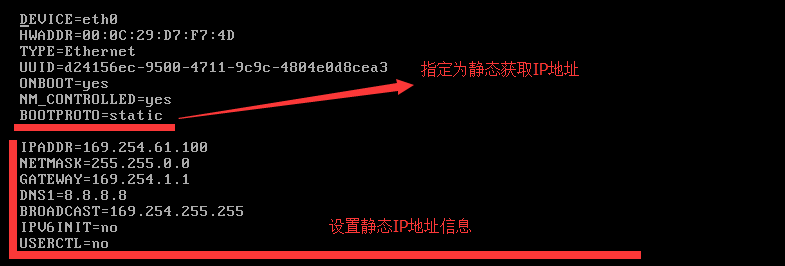 DEVICE=eth0
HWADDR=00:0C:29:D7:F7:4D
TYPE=Ethernet
UUID=d24156ec-9500-4711-9c9c-4804e0d8cea3
ONBOOT=yes
NM_CONTROLLED=yes
BOOTPROTO=static
指定为静态获取IP地址
IPADDR=169.254.61.100
NETMASK=255.255.0.0
GATEWAY=169.254.1.1
DNS1=8.8.8.8
BROADCAST=169.254.255.255
IPV6INIT=no
USERCTL=no
设置静态IP地址信息